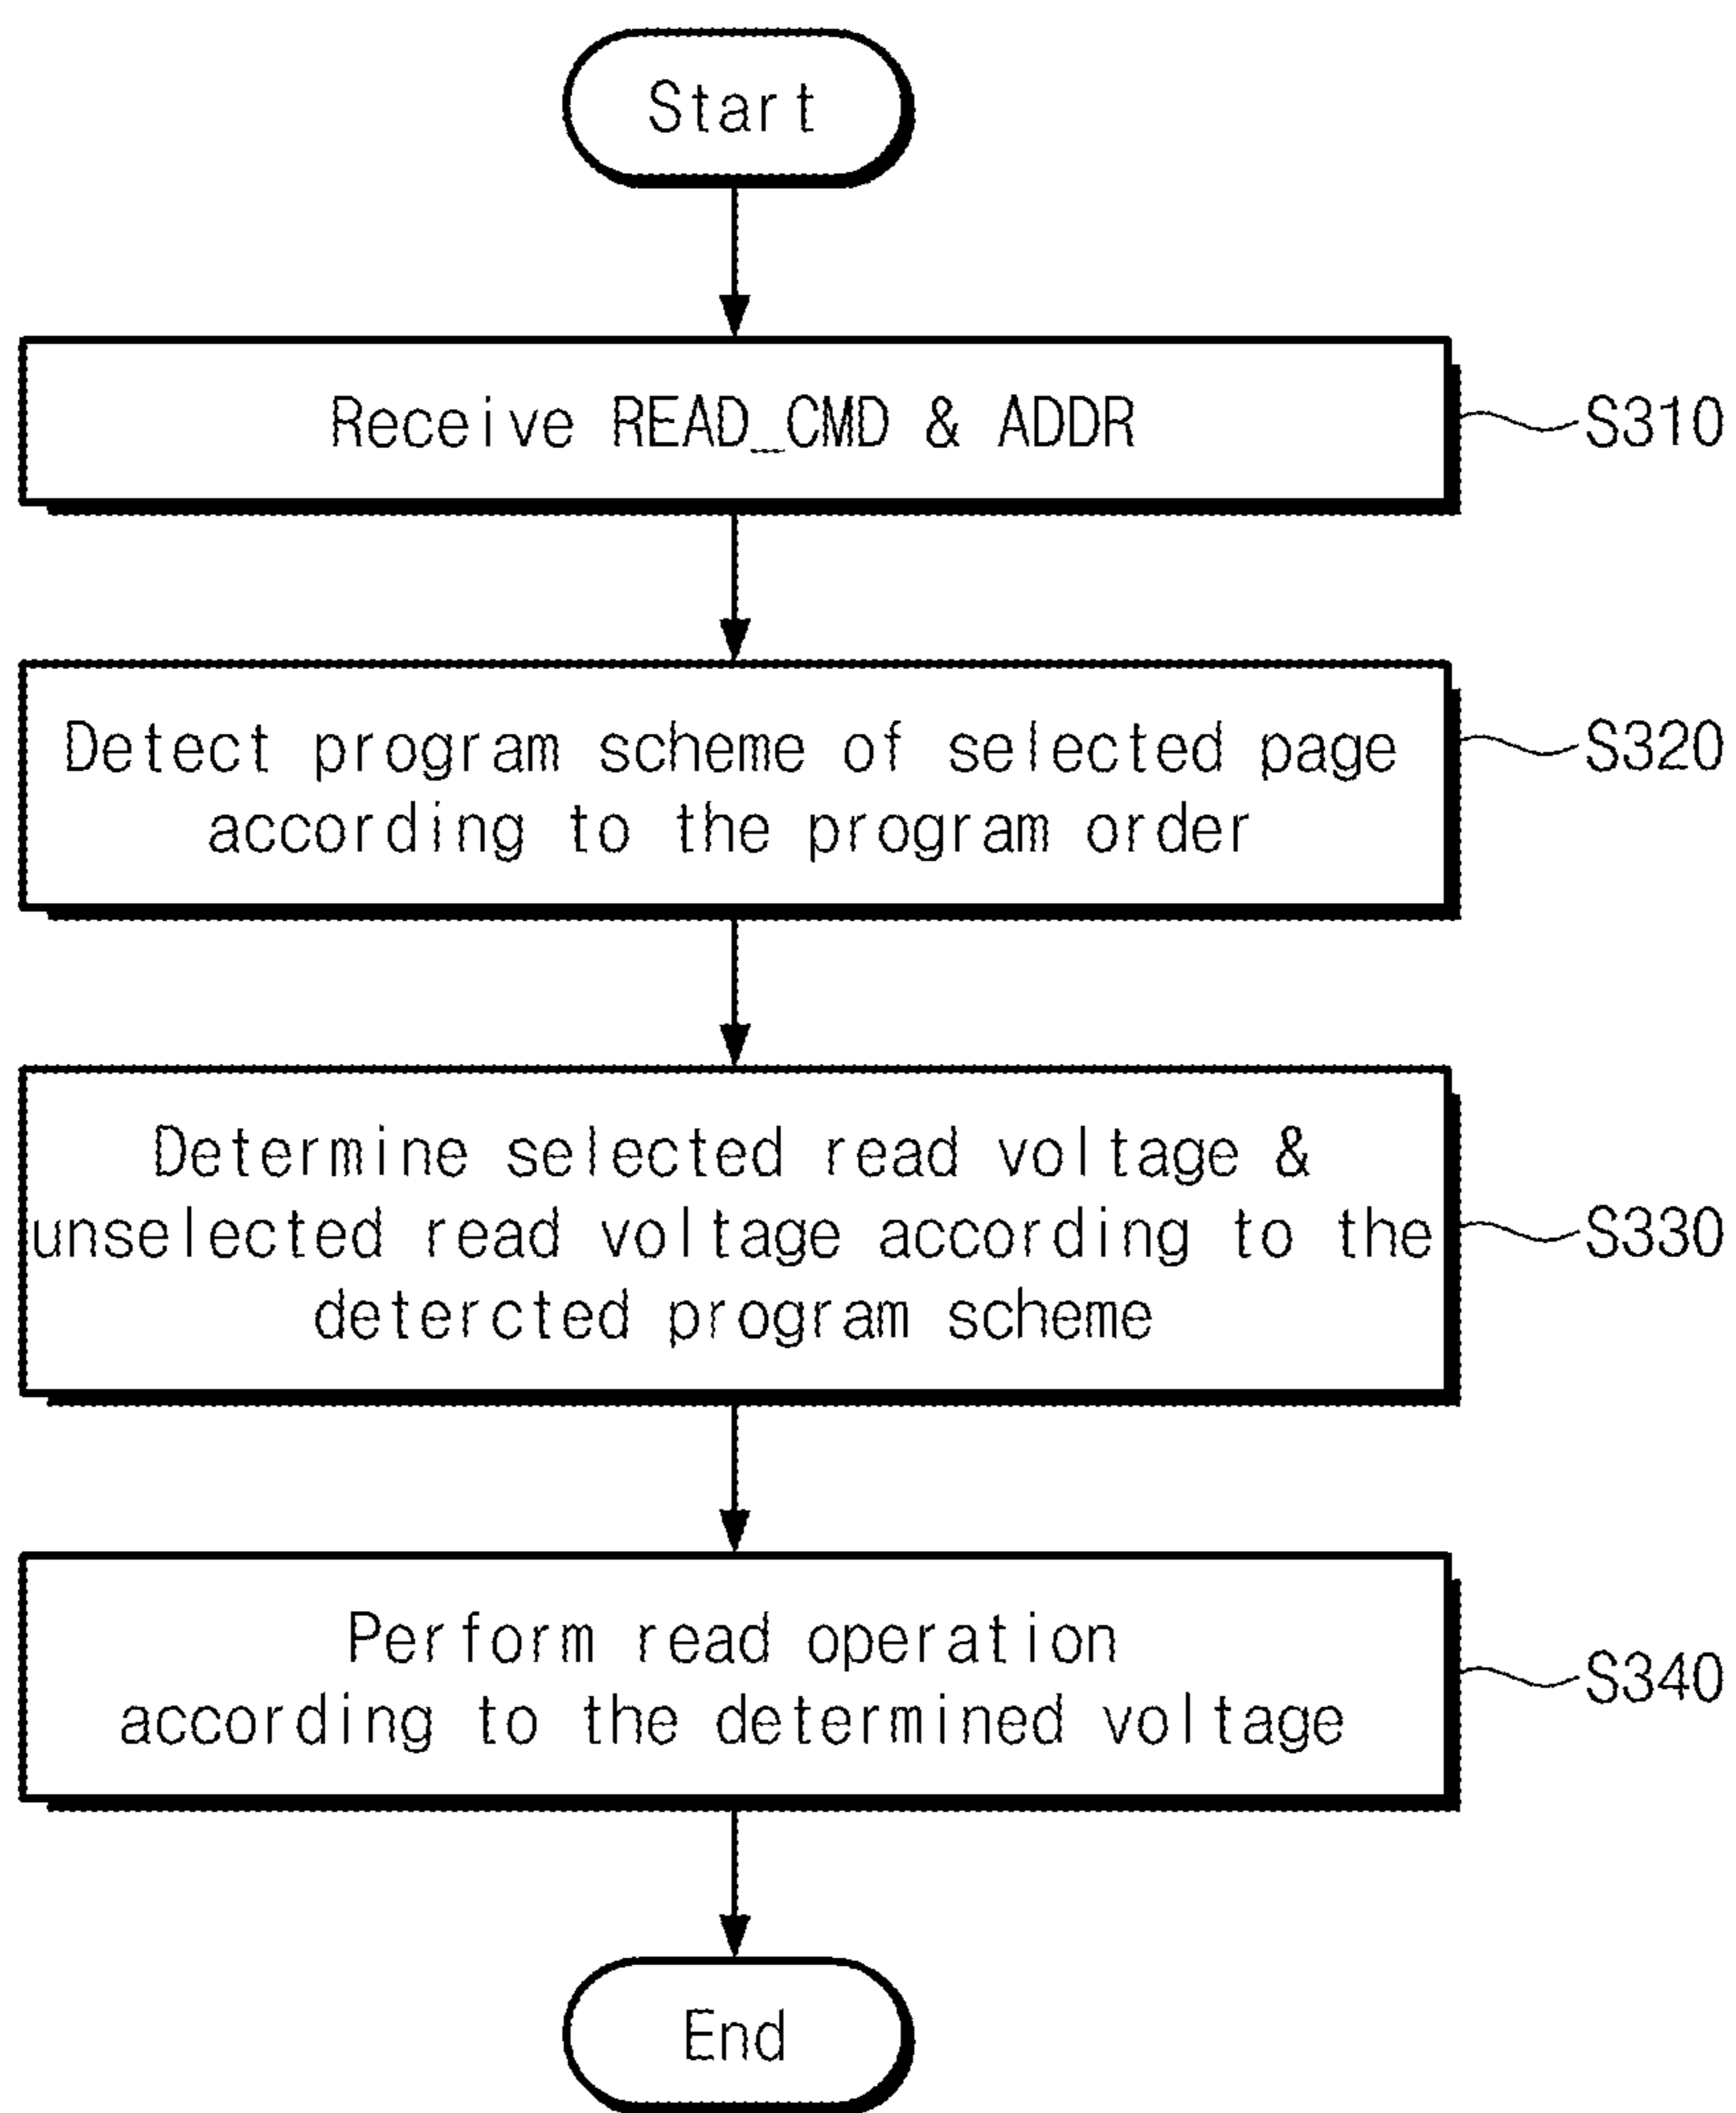 Start
Receive READ_CMD & ADDR
S310
Detect program scheme of selected page
according to the program order
S320
Determine selected read voltage &
unselected read voltage according to the
detercted program scheme
S330
Perform read operation
according to the determined voltage
S340
End